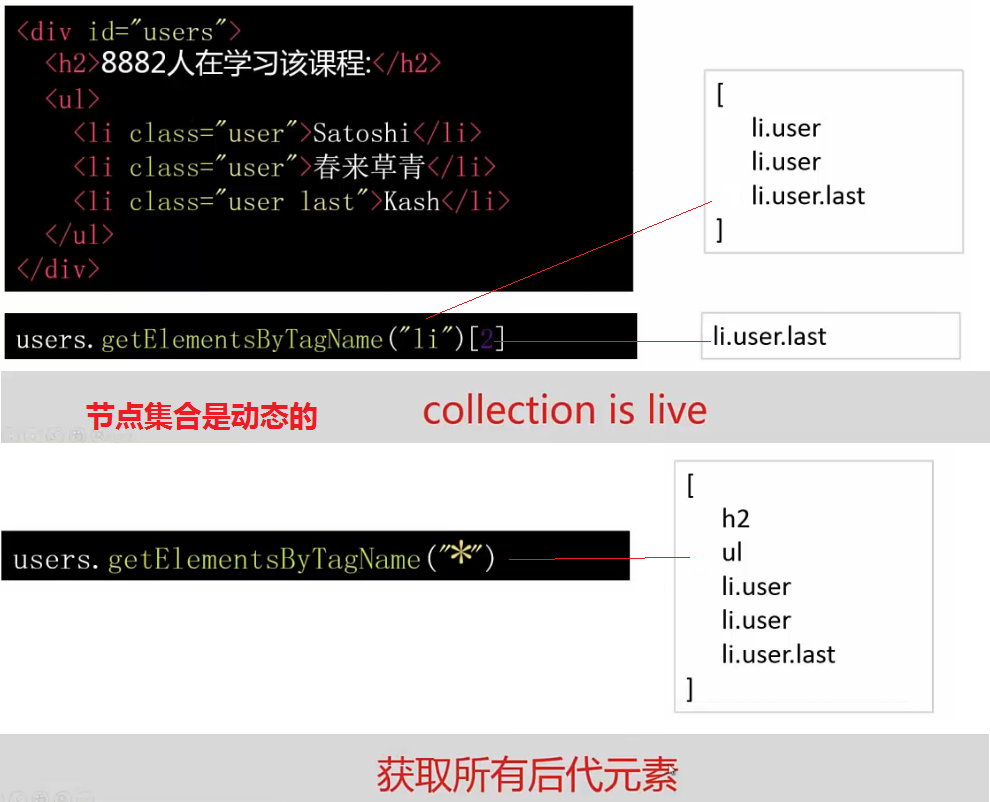 <div id="users">
<h2>8882人在学习该课程:</h2>
<ul>
<li class="user">Satoshi</li>
<li class="user">春来草青</li>
<li class="user last">Kash</li>
</ul>
</div>
[
li.user
li.user
li.user.last
]
users.getElementsByTagName("li")[2]
li.user.last
节点集合是动态的 collection is live
users.getElementsByTagName("*")
[
h2
ul
li.user
li.user
li.user.last
]
获取所有后代元素